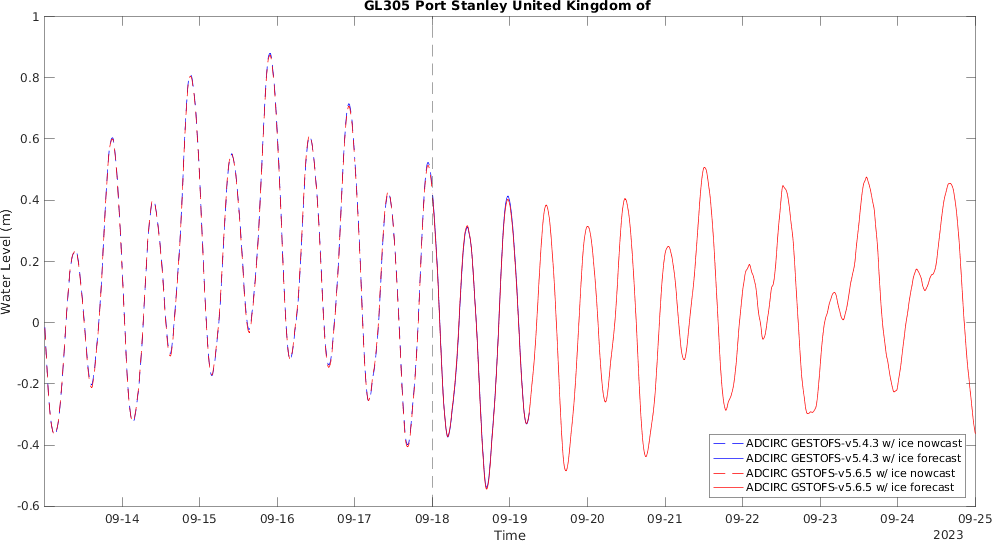 GL305 Port Stanley United Kingdom of
1
0.8
0.6
0.4
0.2
0
-0.2
-0.4
-0.6
Water Level (m)
ADCIRC GESTOFS-v5.4.3 w/ ice nowcast
ADCIRC GESTOFS-v5.4.3 w/ ice forecast
ADCIRC GSTOFS-v5.6.5 w/ ice nowcast
ADCIRC GSTOFS-v5.6.5 w/ ice forecast
09-14 09-15 09-16 09-17 09-18 09-19 09-20 09-21 09-22 09-23 09-24 09-25
Time
2023